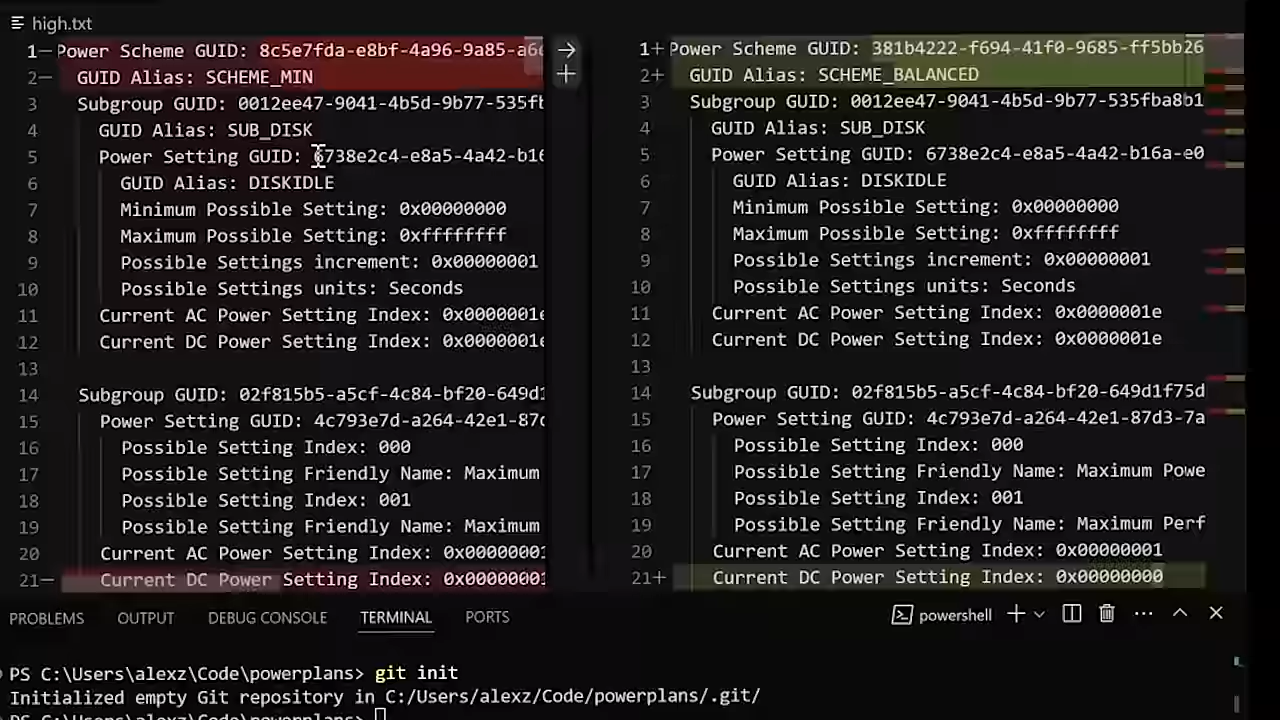 high.txt
1— Power Scheme GUID: 8c5e7fda-e8bf-4a96-9a85-a6
2— GUID Alias: SCHEME_MIN
3 Subgroup GUID: 0012ee47-9041-4b5d-9b77-535fb
4 GUID Alias: SUB_DISK
5 Power Setting GUID: 6738e2c4-e8a5-4a42-b16
6 GUID Alias: DISKIDLE
7 Minimum Possible Setting: 0x00000000
8 Maximum Possible Setting: 0xffffffff
9 Possible Settings increment: 0x00000001
10 Possible Settings units: Seconds
11 Current AC Power Setting Index: 0x0000001e
12 Current DC Power Setting Index: 0x0000001e
13
14 Subgroup GUID: 02f815b5-a5cf-4c84-bf20-649d1
15 Power Setting GUID: 4c793e7d-a264-42e1-87d
16 Possible Setting Index: 000
17 Possible Setting Friendly Name: Maximum
18 Possible Setting Index: 001
19 Possible Setting Friendly Name: Maximum
20 Current AC Power Setting Index: 0x00000001
21— Current DC Power Setting Index: 0x00000001
1+ Power Scheme GUID: 381b4222-f694-41f0-9685-ff5bb26
2+ GUID Alias: SCHEME_BALANCED
3 Subgroup GUID: 0012ee47-9041-4b5d-9b77-535fba8b1
4 GUID Alias: SUB_DISK
5 Power Setting GUID: 6738e2c4-e8a5-4a42-b16a-e0
6 GUID Alias: DISKIDLE
7 Minimum Possible Setting: 0x00000000
8 Maximum Possible Setting: 0xffffffff
9 Possible Settings increment: 0x00000001
10 Possible Settings units: Seconds
11 Current AC Power Setting Index: 0x0000001e
12 Current DC Power Setting Index: 0x0000001e
13
14 Subgroup GUID: 02f815b5-a5cf-4c84-bf20-649d1f75d
15 Power Setting GUID: 4c793e7d-a264-42e1-87d3-7a
16 Possible Setting Index: 000
17 Possible Setting Friendly Name: Maximum Powe
18 Possible Setting Index: 001
19 Possible Setting Friendly Name: Maximum Perf
20 Current AC Power Setting Index: 0x00000001
21+ Current DC Power Setting Index: 0x00000000
PROBLEMS OUTPUT DEBUG CONSOLE TERMINAL PORTS powershell
PS C:\Users\alexz\Code\powerplans> git init
Initialized empty Git repository in C:/Users/alexz/Code/powerplans/.git/
PS C:\Users\alexz\Code\powerplans>